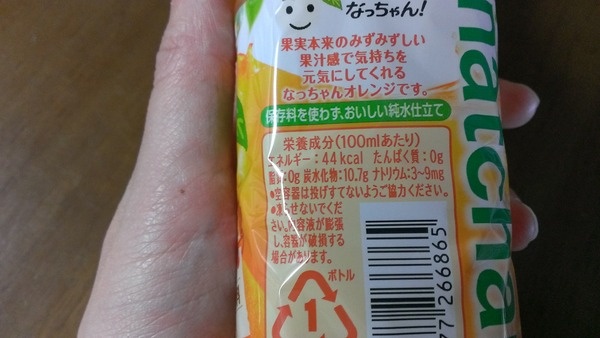 なっちゃん!
果実本来のみずみずしい
果汁感で気持ちを
元気にしてくれる
なっちゃんオレンジです。
保存料を使わず、おいしい純水仕立て
栄養成分(100mlあたり)
エネルギー:44kcal たんぱく質:0g
脂質:0g 炭水化物:10.7g ナトリウム:3~9mg
●空容器は投げすてないようご協力ください。
●凍らせないでくだ
さい。内容液が膨張
し、容器が破損する
場合があります。
ボトル
1
77266865
natcha